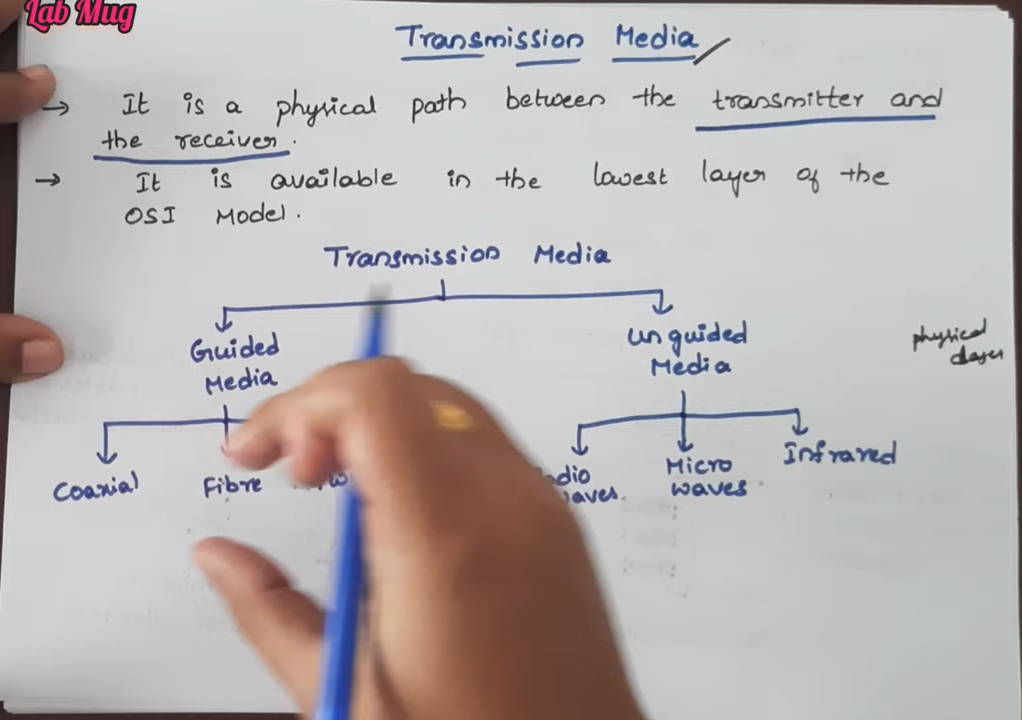 Lab Mug
Transmission Media
→ It is a physical path between the transmitter and
the receiver.
→ It is available in the lowest layer of the
OSI Model.
Transmission Media
Guided
Media
Unguided
Media
physical
layer
Coaxial
Fibre
Micro
waves
Infrared